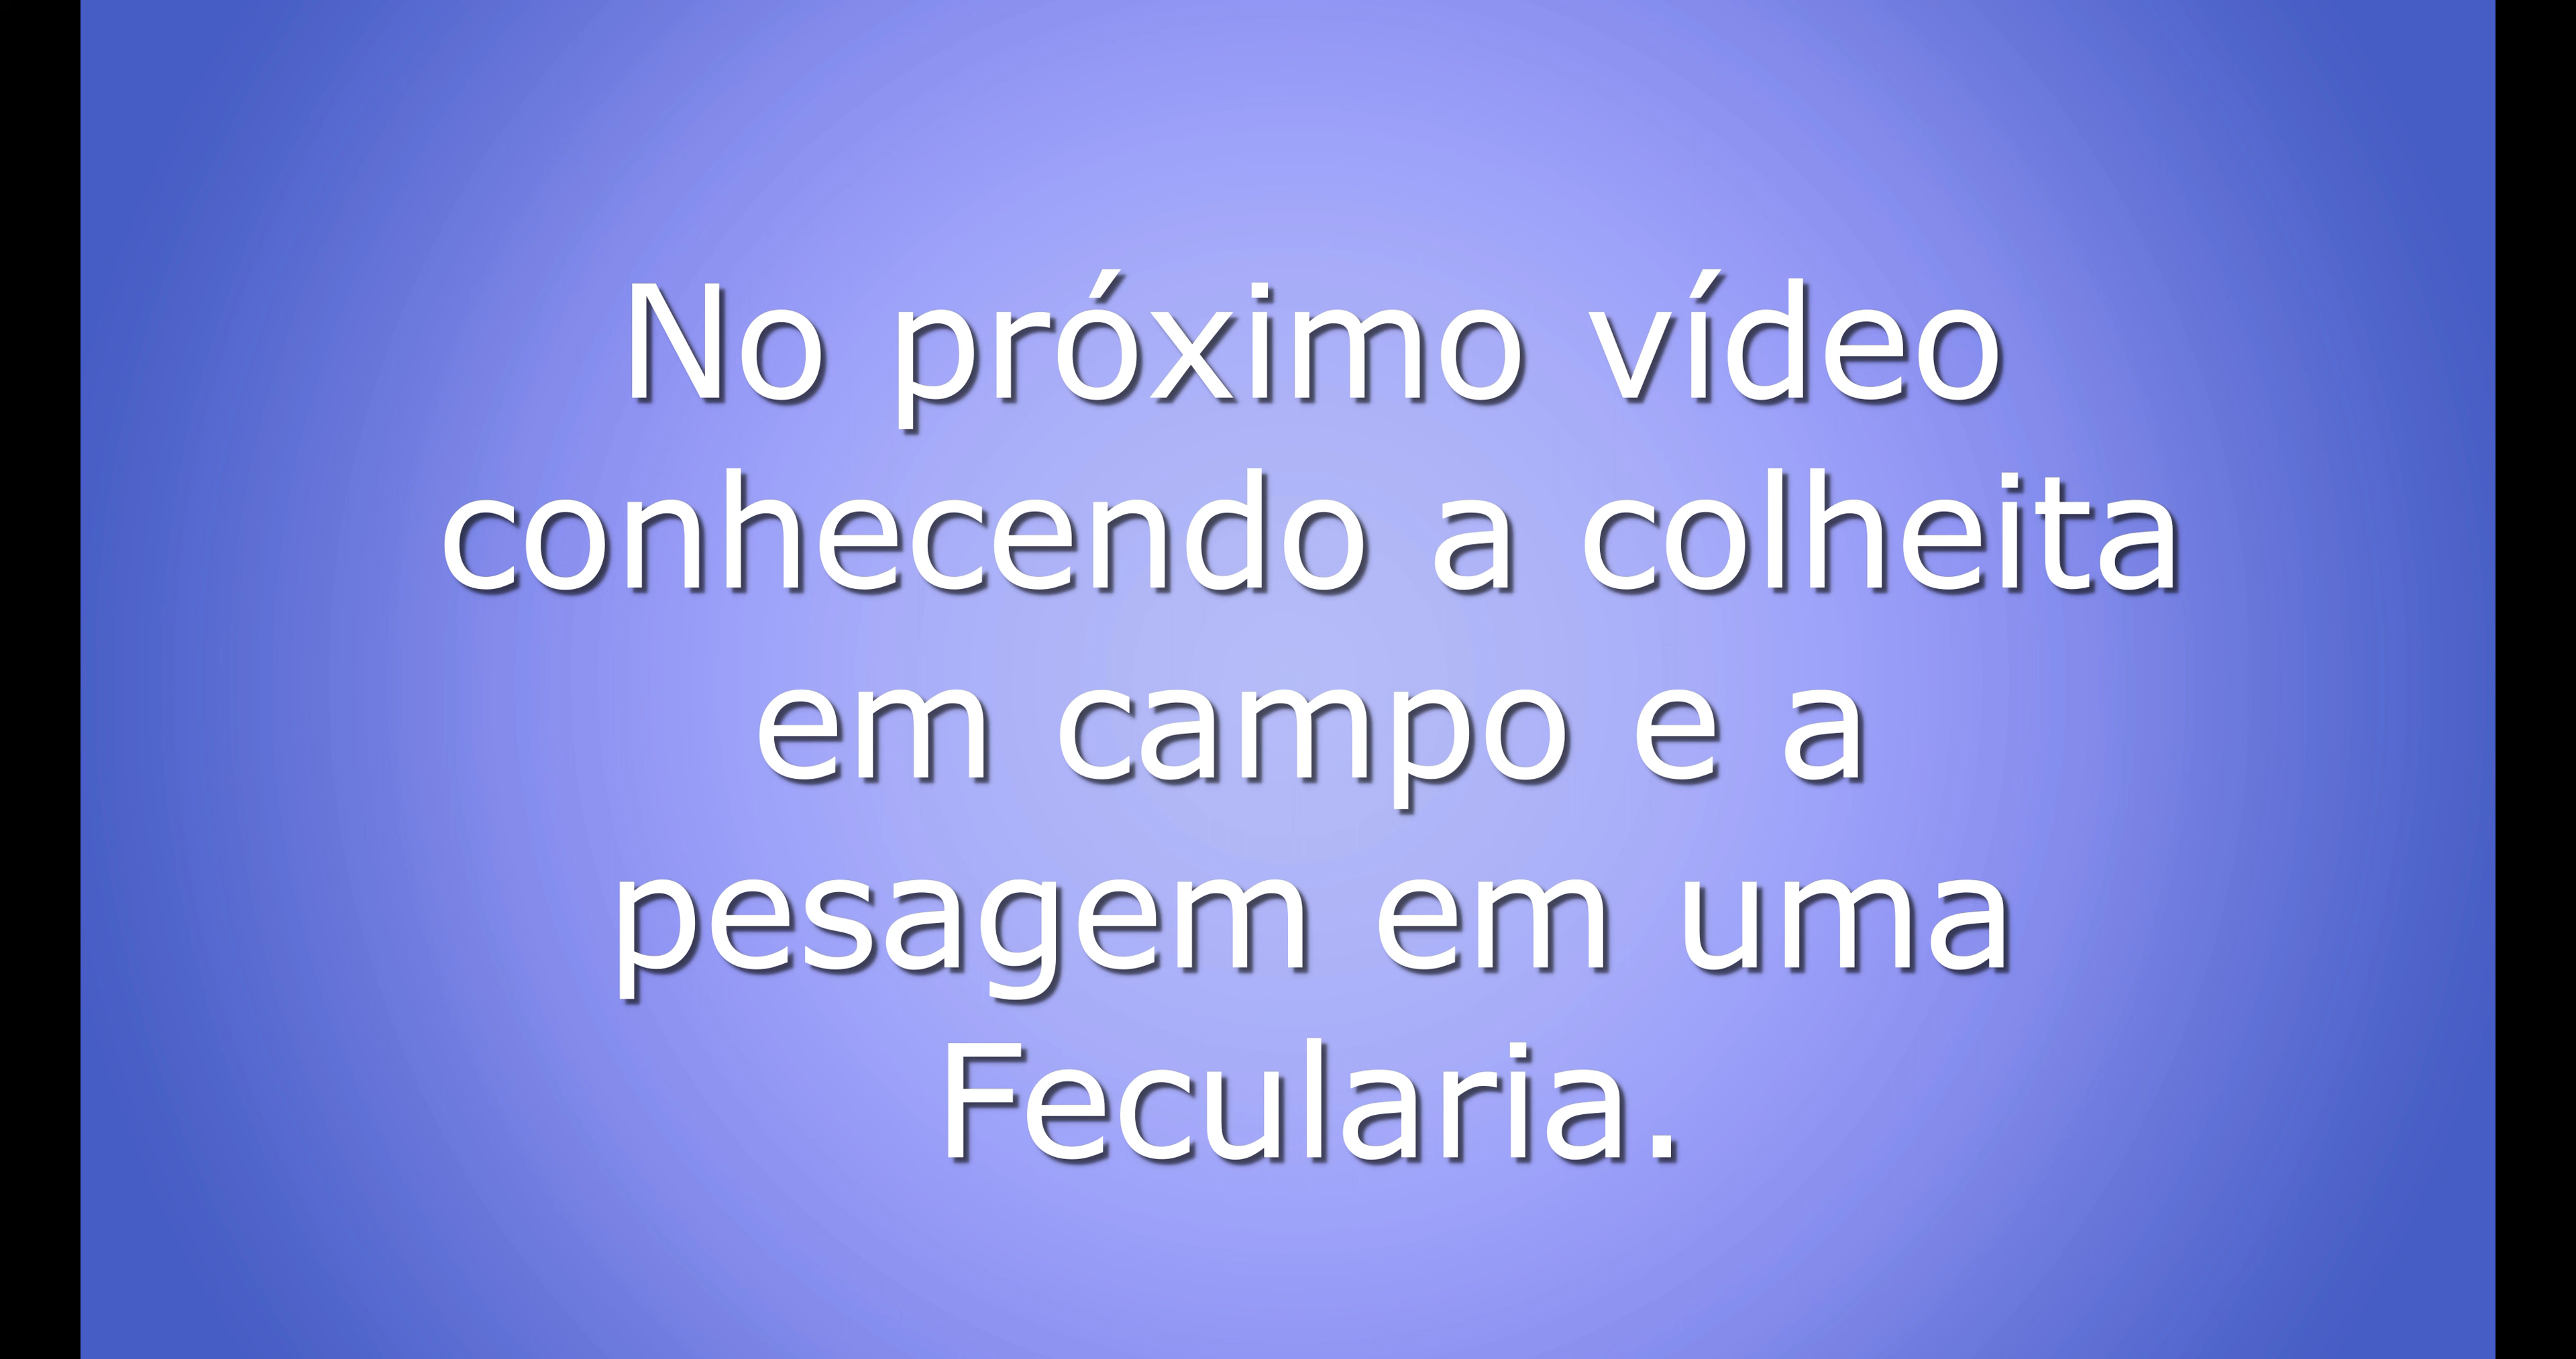 No próximo vídeo
conhecendo a colheita
em campo e a
pesagem em uma
Fecularia.